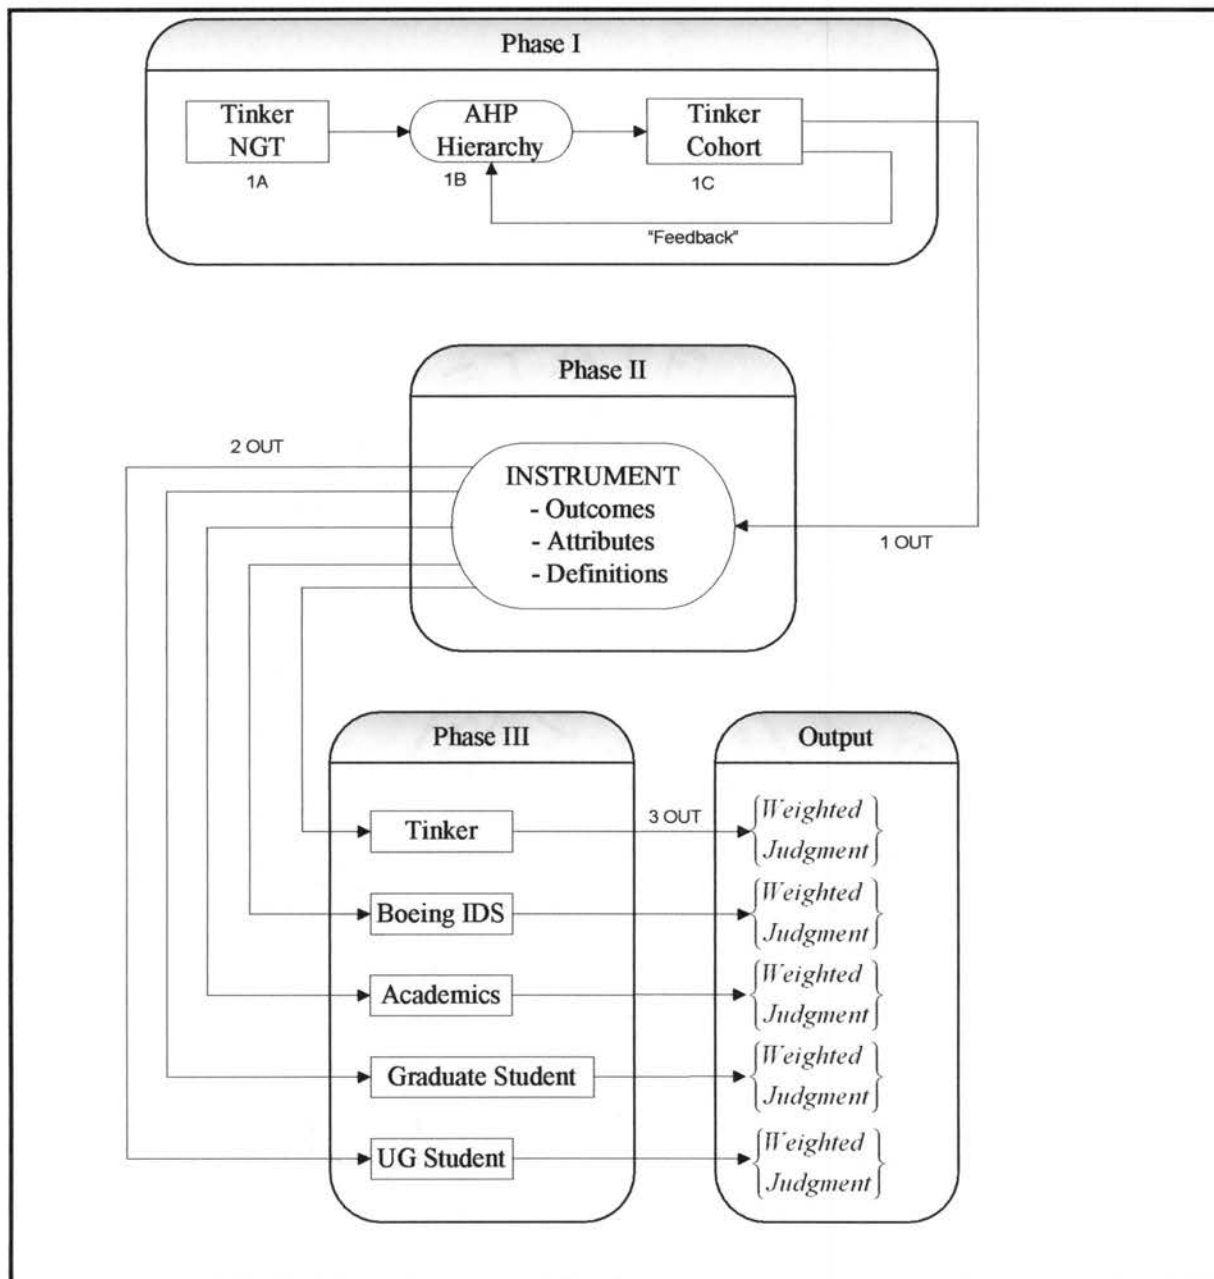 Phase I
Tinker
NGT
1A
AHP
Hierarchy
1B
Tinker
Cohort
1C
"Feedback"
Phase II
2 OUT
INSTRUMENT
- Outcomes
- Attributes
- Definitions
1 OUT
Phase III
Output
Tinker
3 OUT
Weighted
Judgment
Boeing IDS
Weighted
Judgment
Academics
Weighted
Judgment
Graduate Student
Weighted
Judgment
UG Student
Weighted
Judgment